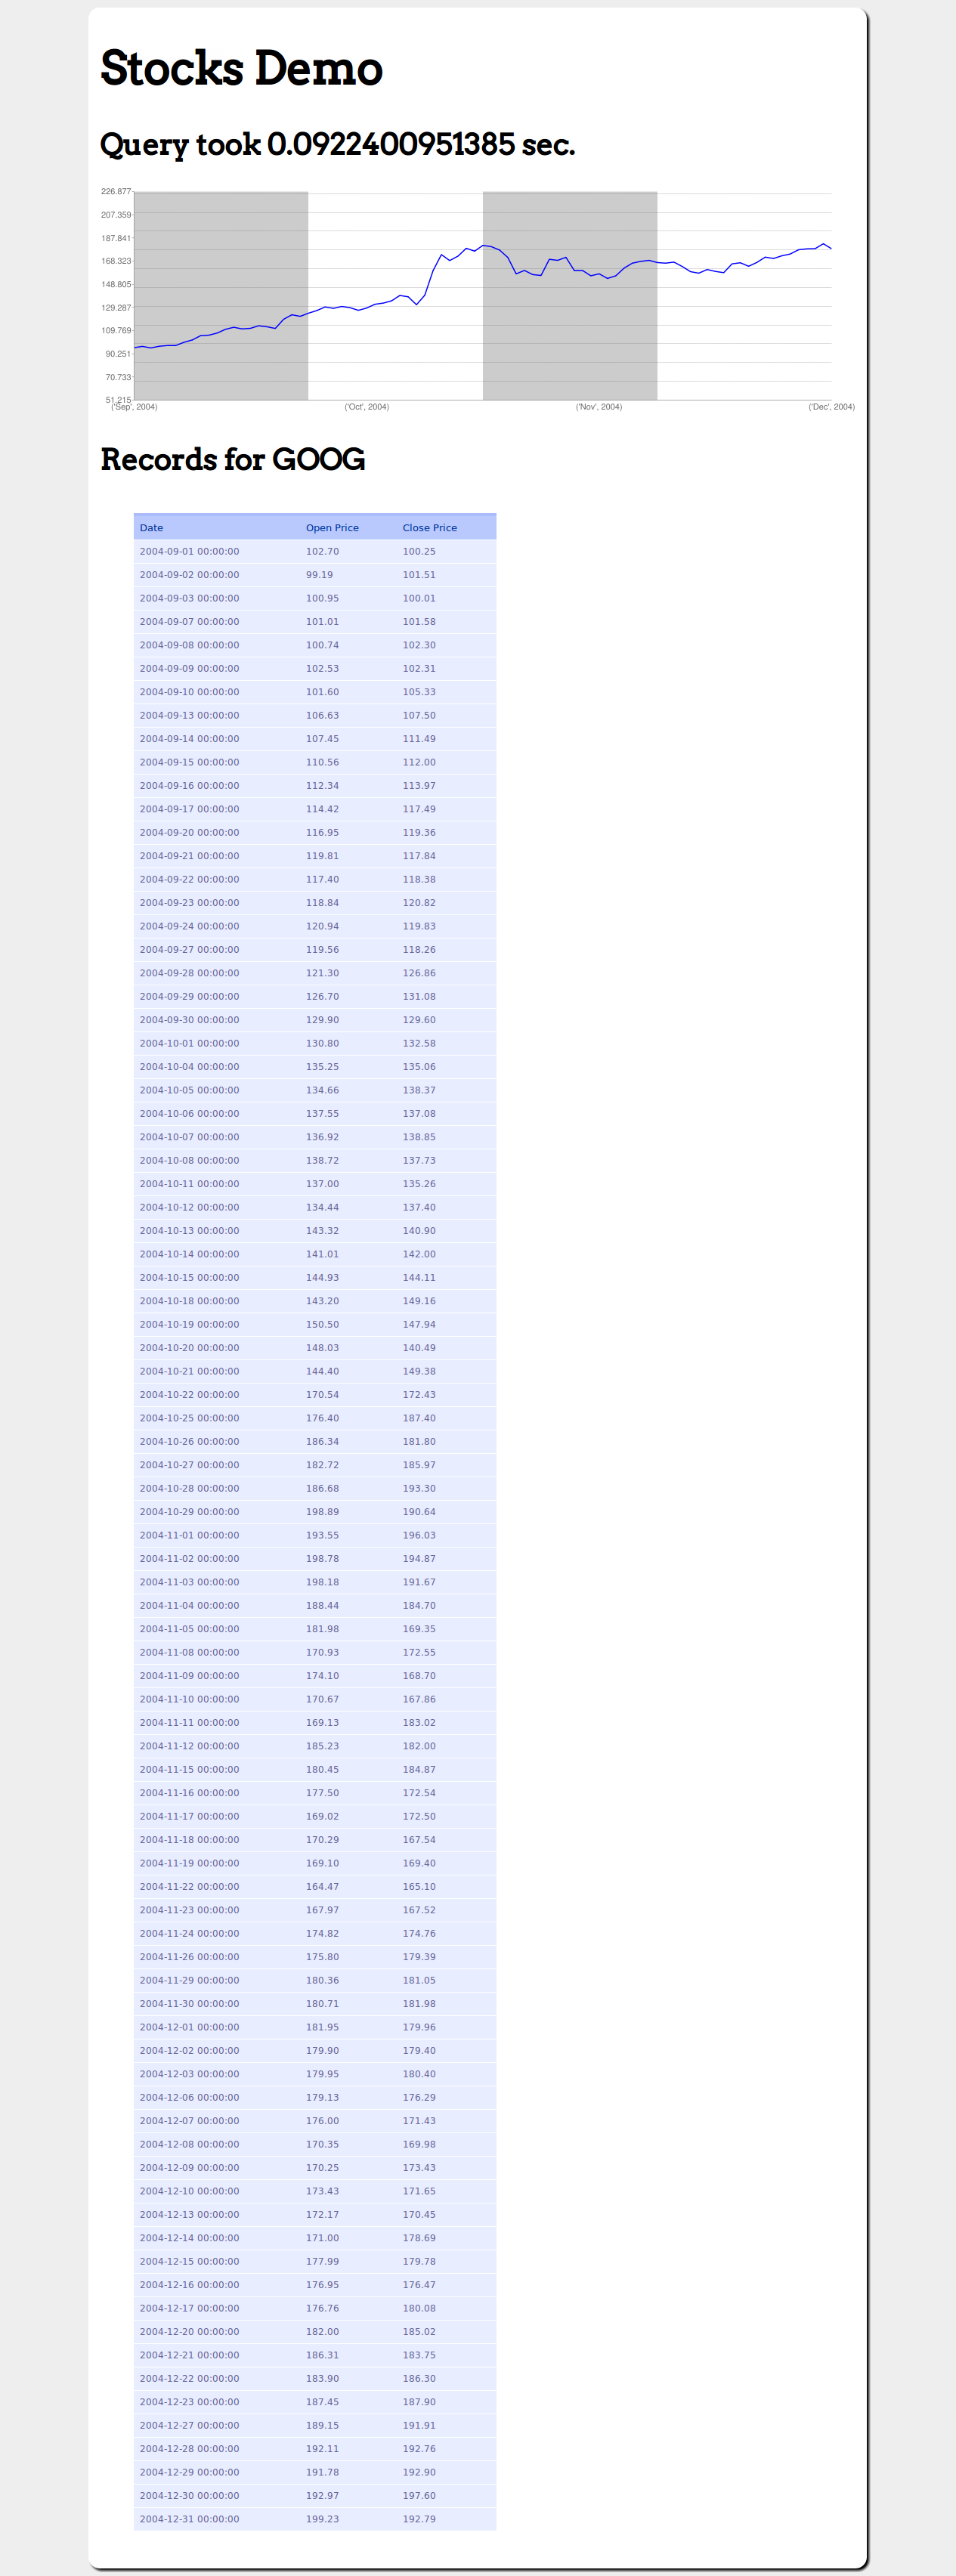 Stocks Demo
Query took 0.0922400951385 sec.
226.877
207.359
187.841
168.323
148.805
129.287
109.769
90.251
70.733
51.215
('Sep', 2004) ('Oct', 2004) ('Nov', 2004) ('Dec', 2004)
Records for GOOG
Date Open Price Close Price
2004-09-01 00:00:00 102.70 100.25
2004-09-02 00:00:00 99.19 101.51
2004-09-03 00:00:00 100.95 100.01
2004-09-07 00:00:00 101.01 101.58
2004-09-08 00:00:00 100.74 102.30
2004-09-09 00:00:00 102.53 102.31
2004-09-10 00:00:00 101.60 105.33
2004-09-13 00:00:00 106.63 107.50
2004-09-14 00:00:00 107.45 111.49
2004-09-15 00:00:00 110.56 112.00
2004-09-16 00:00:00 112.34 113.97
2004-09-17 00:00:00 114.42 117.49
2004-09-20 00:00:00 116.95 119.36
2004-09-21 00:00:00 119.81 117.84
2004-09-22 00:00:00 117.40 118.38
2004-09-23 00:00:00 118.84 120.82
2004-09-24 00:00:00 120.94 119.83
2004-09-27 00:00:00 119.56 118.26
2004-09-28 00:00:00 121.30 126.86
2004-09-29 00:00:00 126.70 131.08
2004-09-30 00:00:00 129.90 129.60
2004-10-01 00:00:00 130.80 132.58
2004-10-04 00:00:00 135.25 135.06
2004-10-05 00:00:00 134.66 138.37
2004-10-06 00:00:00 137.55 137.08
2004-10-07 00:00:00 136.92 138.85
2004-10-08 00:00:00 138.72 137.73
2004-10-11 00:00:00 137.00 135.26
2004-10-12 00:00:00 134.44 137.40
2004-10-13 00:00:00 143.32 140.90
2004-10-14 00:00:00 141.01 142.00
2004-10-15 00:00:00 144.93 144.11
2004-10-18 00:00:00 143.20 149.16
2004-10-19 00:00:00 150.50 147.94
2004-10-20 00:00:00 148.03 140.49
2004-10-21 00:00:00 144.40 149.38
2004-10-22 00:00:00 170.54 172.43
2004-10-25 00:00:00 176.40 187.40
2004-10-26 00:00:00 186.34 181.80
2004-10-27 00:00:00 182.72 185.97
2004-10-28 00:00:00 186.68 193.30
2004-10-29 00:00:00 198.89 190.64
2004-11-01 00:00:00 193.55 196.03
2004-11-02 00:00:00 198.78 194.87
2004-11-03 00:00:00 198.18 191.67
2004-11-04 00:00:00 188.44 184.70
2004-11-05 00:00:00 181.98 169.35
2004-11-08 00:00:00 170.93 172.55
2004-11-09 00:00:00 174.10 168.70
2004-11-10 00:00:00 170.67 167.86
2004-11-11 00:00:00 169.13 183.02
2004-11-12 00:00:00 185.23 182.00
2004-11-15 00:00:00 180.45 184.87
2004-11-16 00:00:00 177.50 172.54
2004-11-17 00:00:00 169.02 172.50
2004-11-18 00:00:00 170.29 167.54
2004-11-19 00:00:00 169.10 169.40
2004-11-22 00:00:00 164.47 165.10
2004-11-23 00:00:00 167.97 167.52
2004-11-24 00:00:00 174.82 174.76
2004-11-26 00:00:00 175.80 179.39
2004-11-29 00:00:00 180.36 181.05
2004-11-30 00:00:00 180.71 181.98
2004-12-01 00:00:00 181.95 179.96
2004-12-02 00:00:00 179.90 179.40
2004-12-03 00:00:00 179.95 180.40
2004-12-06 00:00:00 179.13 176.29
2004-12-07 00:00:00 176.00 171.43
2004-12-08 00:00:00 170.35 169.98
2004-12-09 00:00:00 170.25 173.43
2004-12-10 00:00:00 173.43 171.65
2004-12-13 00:00:00 172.17 170.45
2004-12-14 00:00:00 171.00 178.69
2004-12-15 00:00:00 177.99 179.78
2004-12-16 00:00:00 176.95 176.47
2004-12-17 00:00:00 176.76 180.08
2004-12-20 00:00:00 182.00 185.02
2004-12-21 00:00:00 186.31 183.75
2004-12-22 00:00:00 183.90 186.30
2004-12-23 00:00:00 187.45 187.90
2004-12-27 00:00:00 189.15 191.91
2004-12-28 00:00:00 192.11 192.76
2004-12-29 00:00:00 191.78 192.90
2004-12-30 00:00:00 192.97 197.60
2004-12-31 00:00:00 199.23 192.79